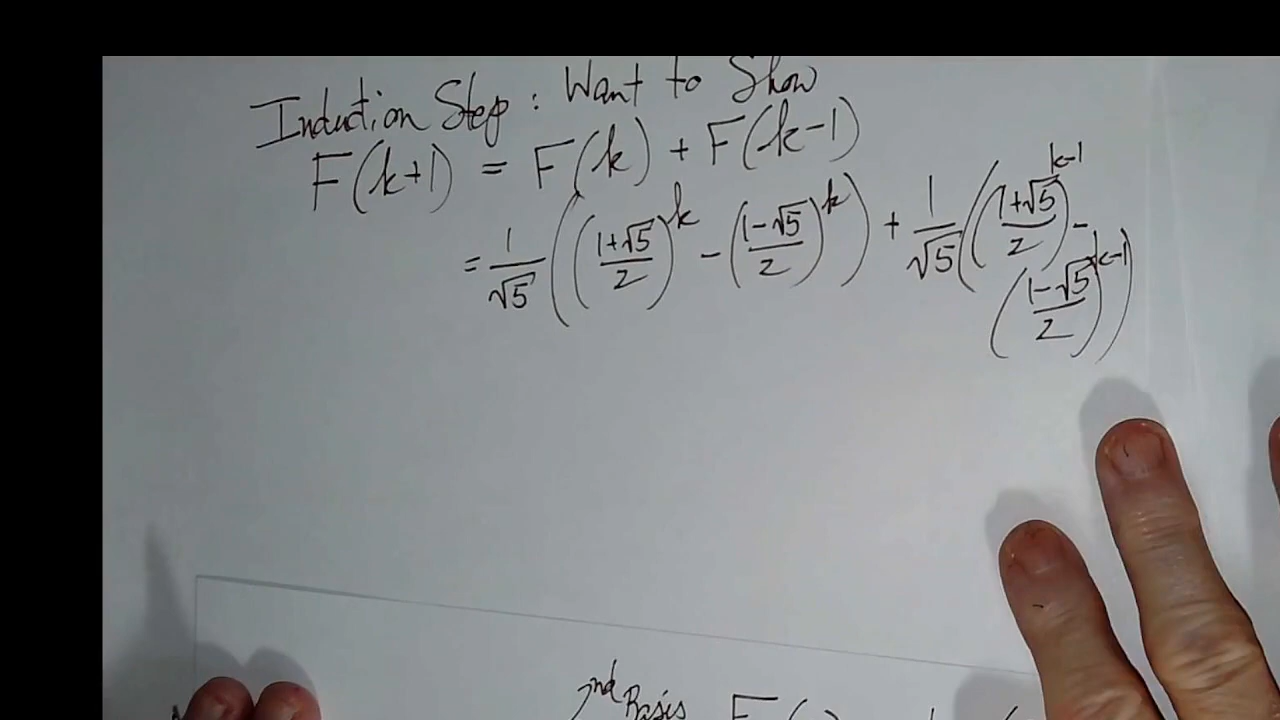 Induction Step: Want to Show
F(k+1) = F(k) + F(k-1)
= 1/√5 (((1+√5)/2)^k - ((1-√5)/2)^k) + 1/√5 (((1+√5)/2)^(k-1) -
((1-√5)/2)^(k-1))
2nd Basis